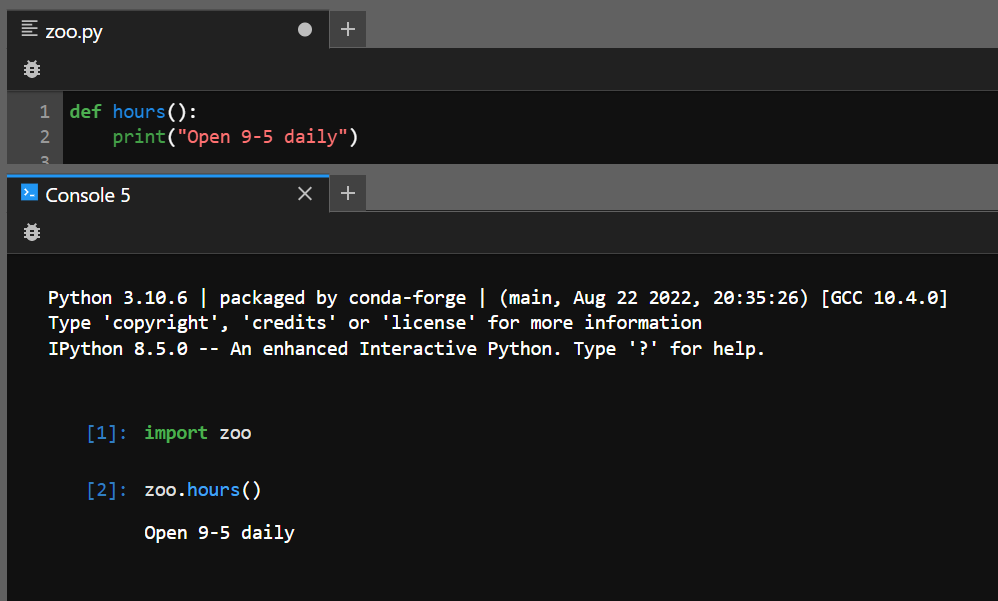 zoo.py
1 def hours():
2     print("Open 9-5 daily")
3
Console 5
Python 3.10.6 | packaged by conda-forge | (main, Aug 22 2022, 20:35:26) [GCC 10.4.0]
Type 'copyright', 'credits' or 'license' for more information
IPython 8.5.0 -- An enhanced Interactive Python. Type '?' for help.
[1]: import zoo
[2]: zoo.hours()
Open 9-5 daily